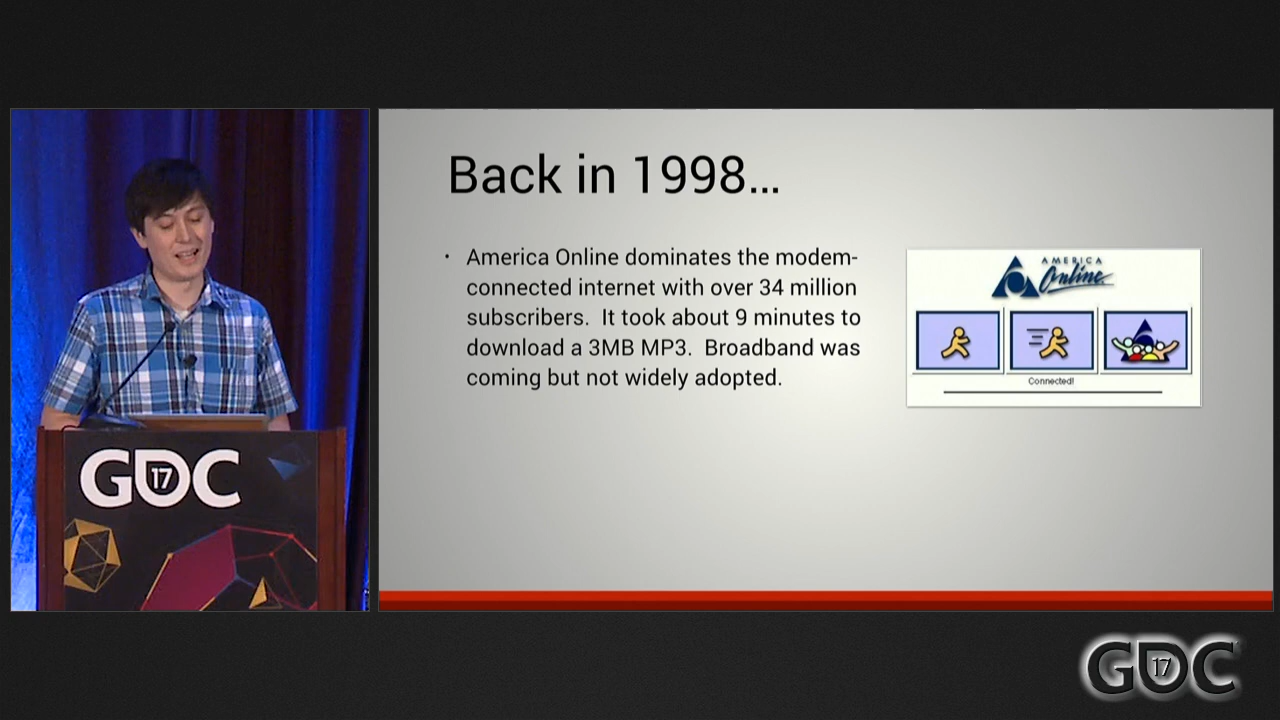 Back in 1998...
· America Online dominates the modem-
connected internet with over 34 million
subscribers.  It took about 9 minutes to
download a 3MB MP3.  Broadband was
coming but not widely adopted.
AMERICA
Online
Connected!
GDC
17
GDC
17